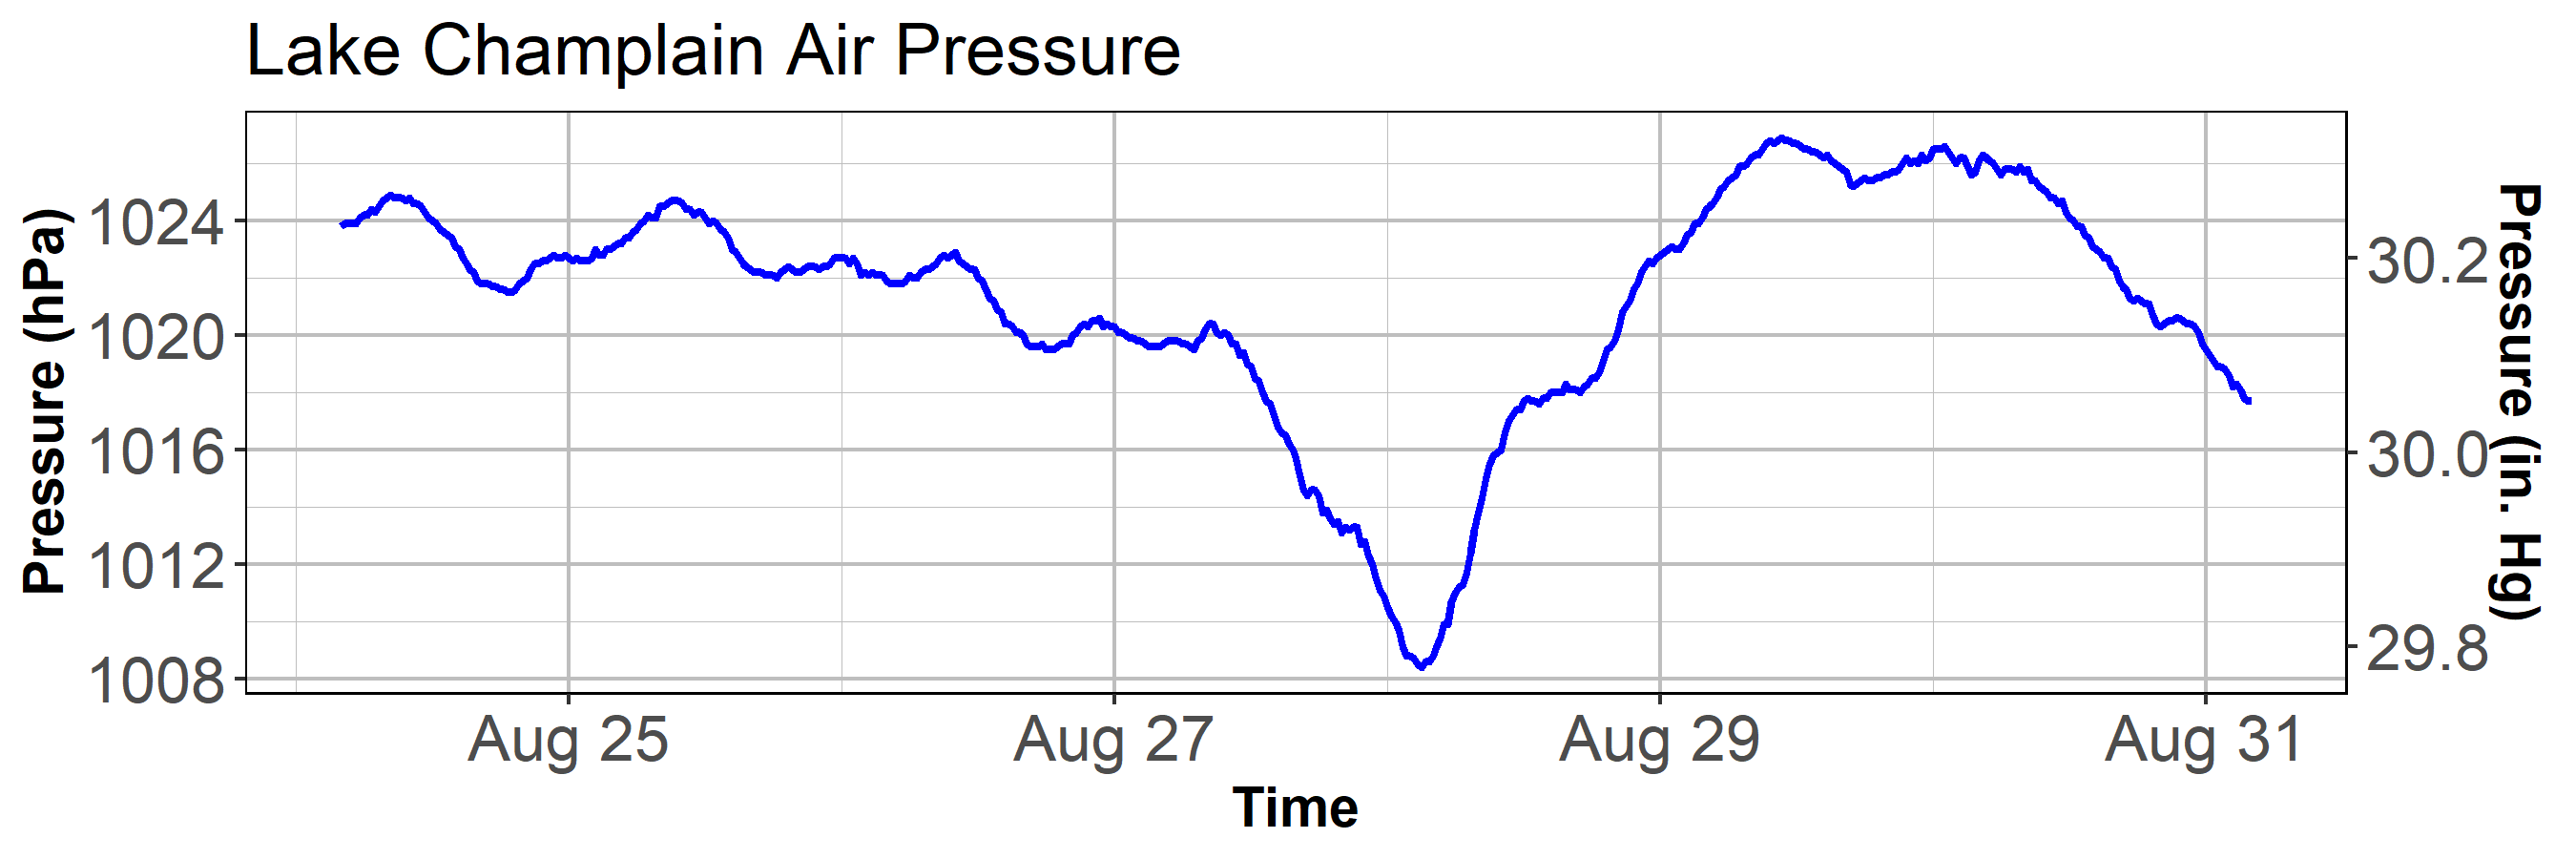 Lake Champlain Air Pressure
Pressure (hPa)
1024
1020
1016
1012
1008
30.2
30.0
29.8
Pressure (in. Hg)
Aug 25
Aug 27
Aug 29
Aug 31
Time